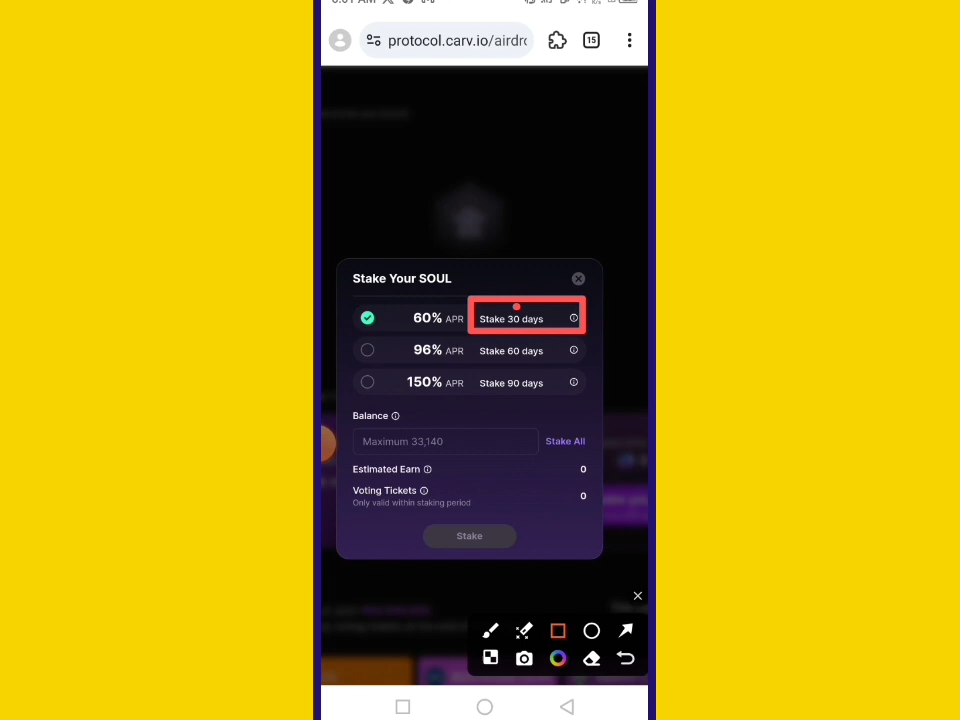 protocol.carv.io/airdro
15
Stake Your SOUL
60% APR Stake 30 days
96% APR Stake 60 days
150% APR Stake 90 days
Balance
Maximum 33,140 Stake All
Estimated Earn 0
Voting Tickets 0
Only valid within staking period
Stake